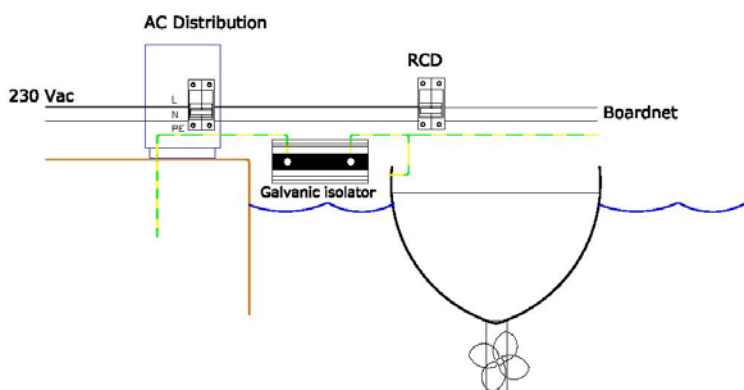 AC Distribution
RCD
230 Vac
L
N
PE
Boardnet
Galvanic isolator